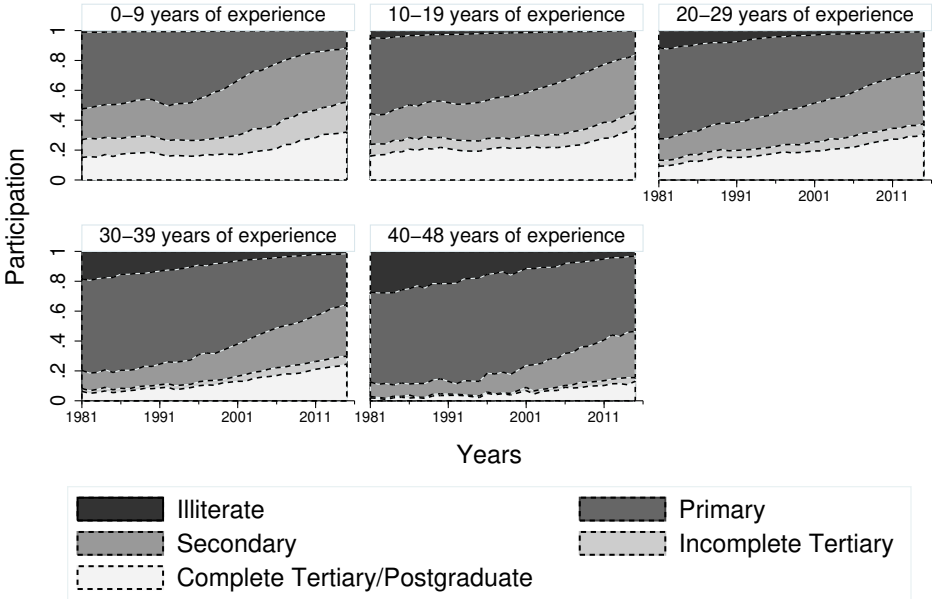 0−9 years of experience
10−19 years of experience
20−29 years of experience
0 .2 .4 .6 .8 1
1981 1991 2001 2011
Participation
30−39 years of experience
40−48 years of experience
0 .2 .4 .6 .8 1
1981 1991 2001 2011
1981 1991 2001 2011
Years
Illiterate
Primary
Secondary
Incomplete Tertiary
Complete Tertiary/Postgraduate